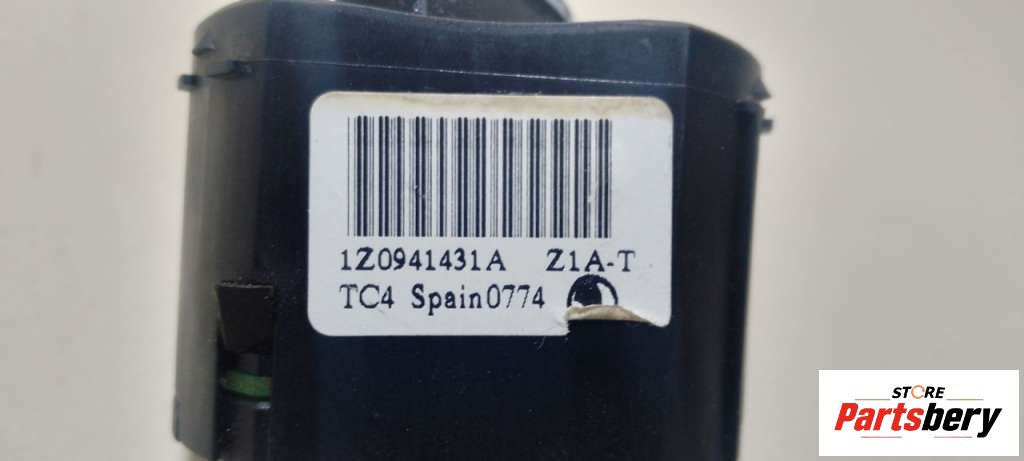 1Z0941431A Z1A-T
TC4 Spain0774
STORE
Partsbery